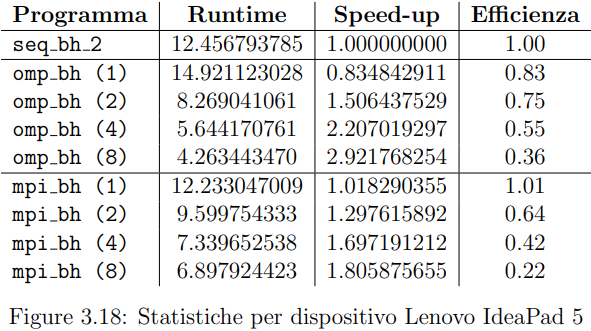 Programma Runtime Speed-up Efficienza
seq_bh_2 12.456793785 1.000000000 1.00
omp_bh (1) 14.921123028 0.834842911 0.83
omp_bh (2) 8.269041061 1.506437529 0.75
omp_bh (4) 5.644170761 2.207019297 0.55
omp_bh (8) 4.263443470 2.921768254 0.36
mpi_bh (1) 12.233047009 1.018290355 1.01
mpi_bh (2) 9.599754333 1.297615892 0.64
mpi_bh (4) 7.339652538 1.697191212 0.42
mpi_bh (8) 6.897924423 1.805875655 0.22
Figure 3.18: Statistiche per dispositivo Lenovo IdeaPad 5